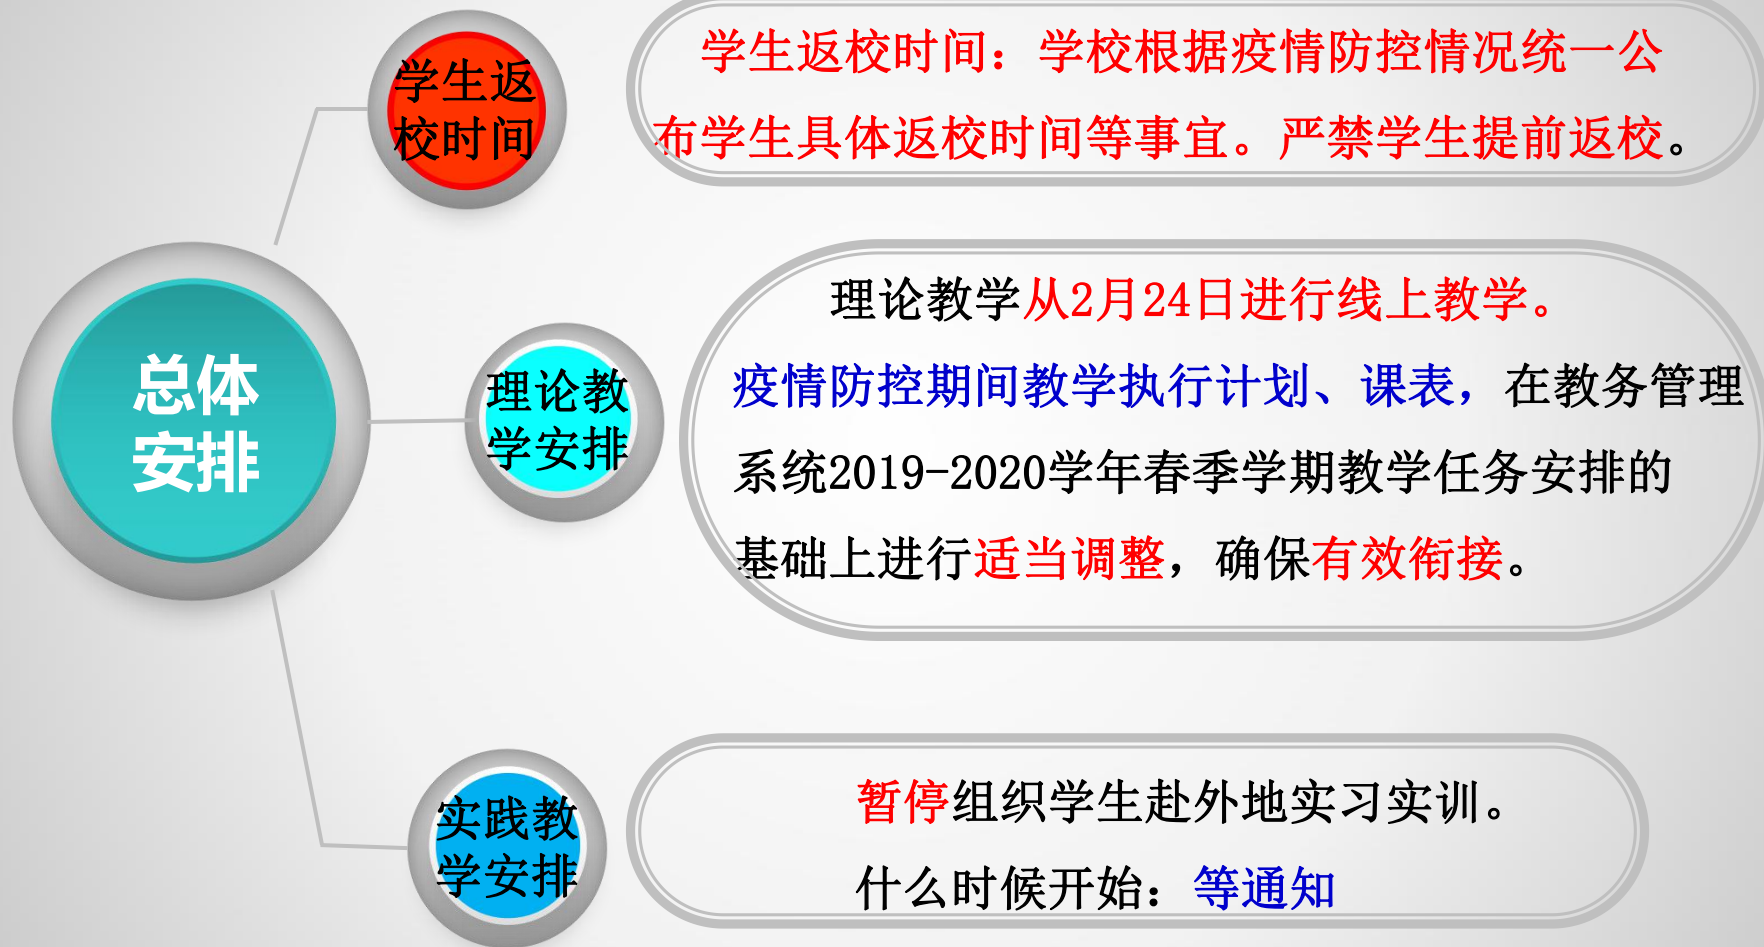 总体
安排
学生返
校时间
学生返校时间：学校根据疫情防控情况统一公
布学生具体返校时间等事宜。严禁学生提前返校。
理论教
学安排
理论教学从2月24日进行线上教学。
疫情防控期间教学执行计划、课表，在教务管理
系统2019-2020学年春季学期教学任务安排的
基础上进行适当调整，确保有效衔接。
实践教
学安排
暂停组织学生赴外地实习实训。
什么时候开始：等通知